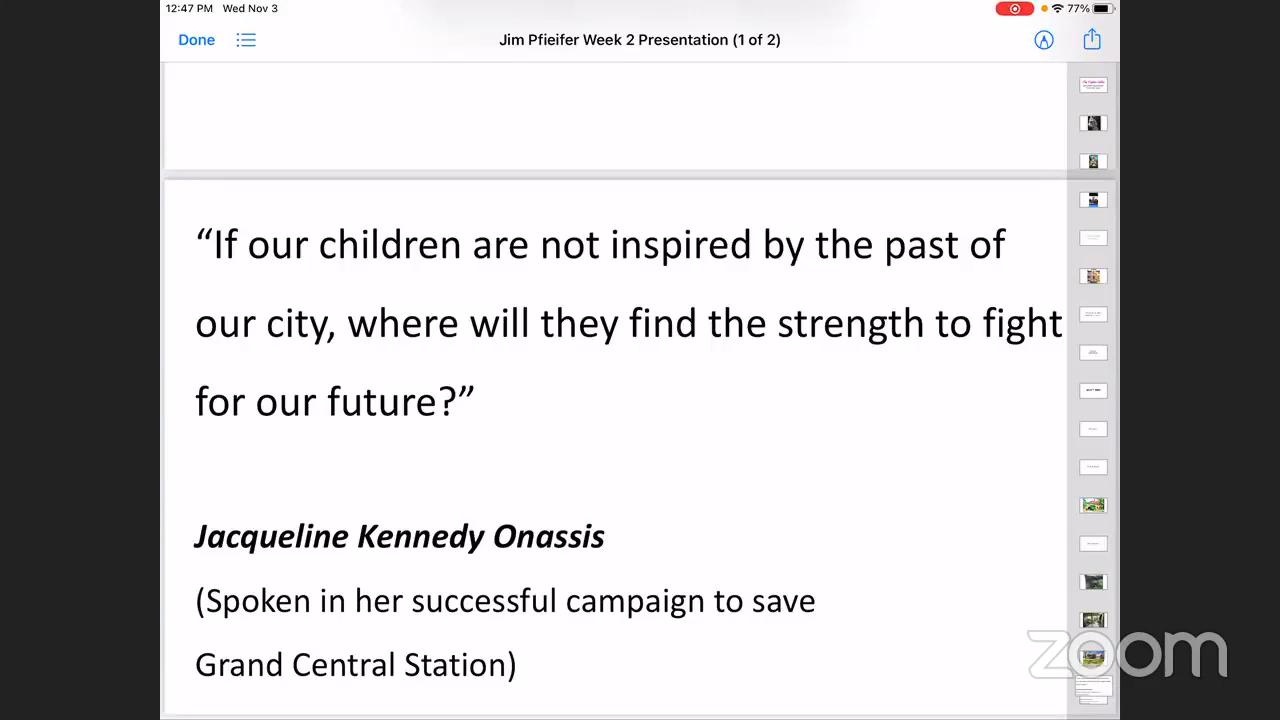 12:47 PM Wed Nov 3
77%
Done
Jim Pfieifer Week 2 Presentation (1 of 2)
“If our children are not inspired by the past of
our city, where will they find the strength to fight
for our future?”
Jacqueline Kennedy Onassis
(Spoken in her successful campaign to save
Grand Central Station)
zoom